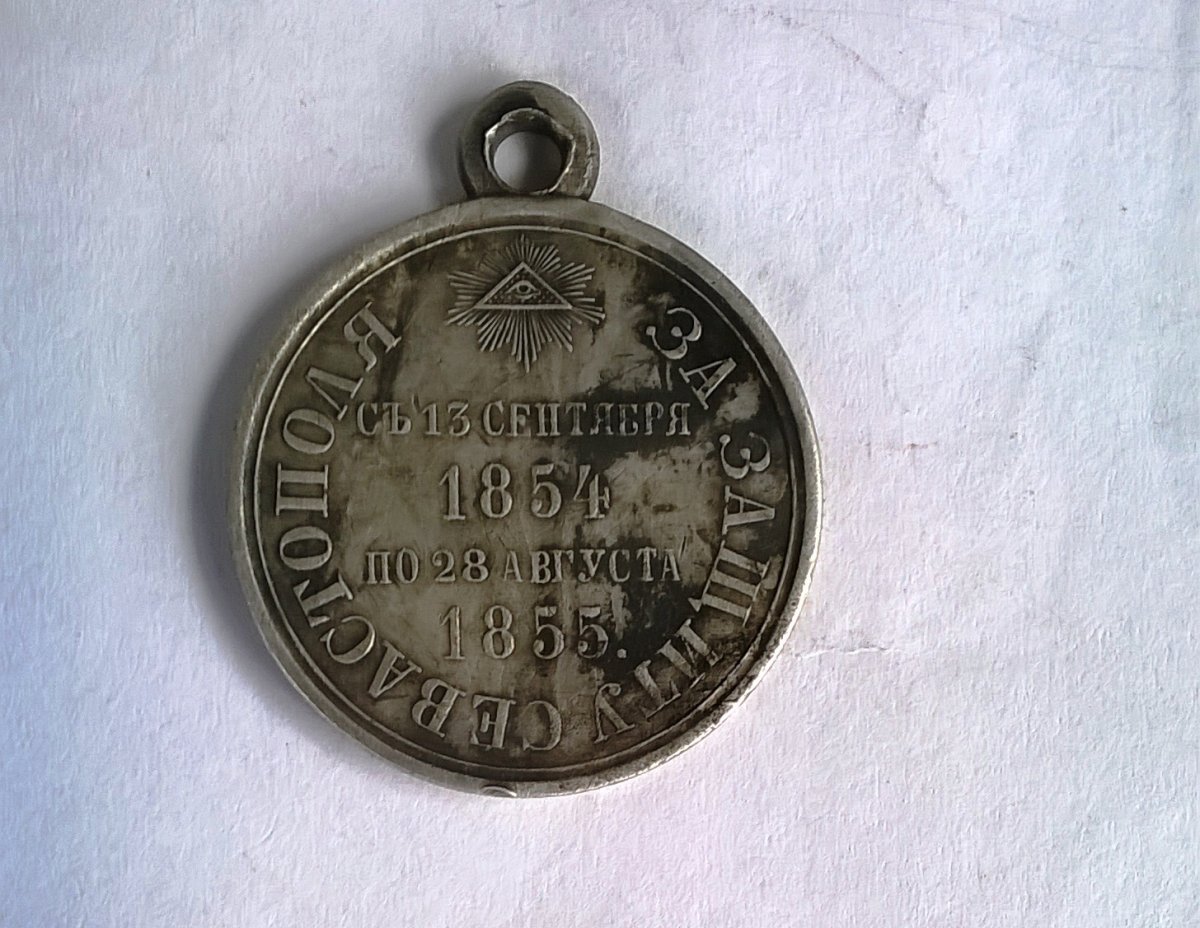 ЗА ЗАЩИТУ СЕВАСТОПОЛЯ
СЪ 13 СЕНТЯБРЯ
1854
ПО 28 АВГУСТА
1855.